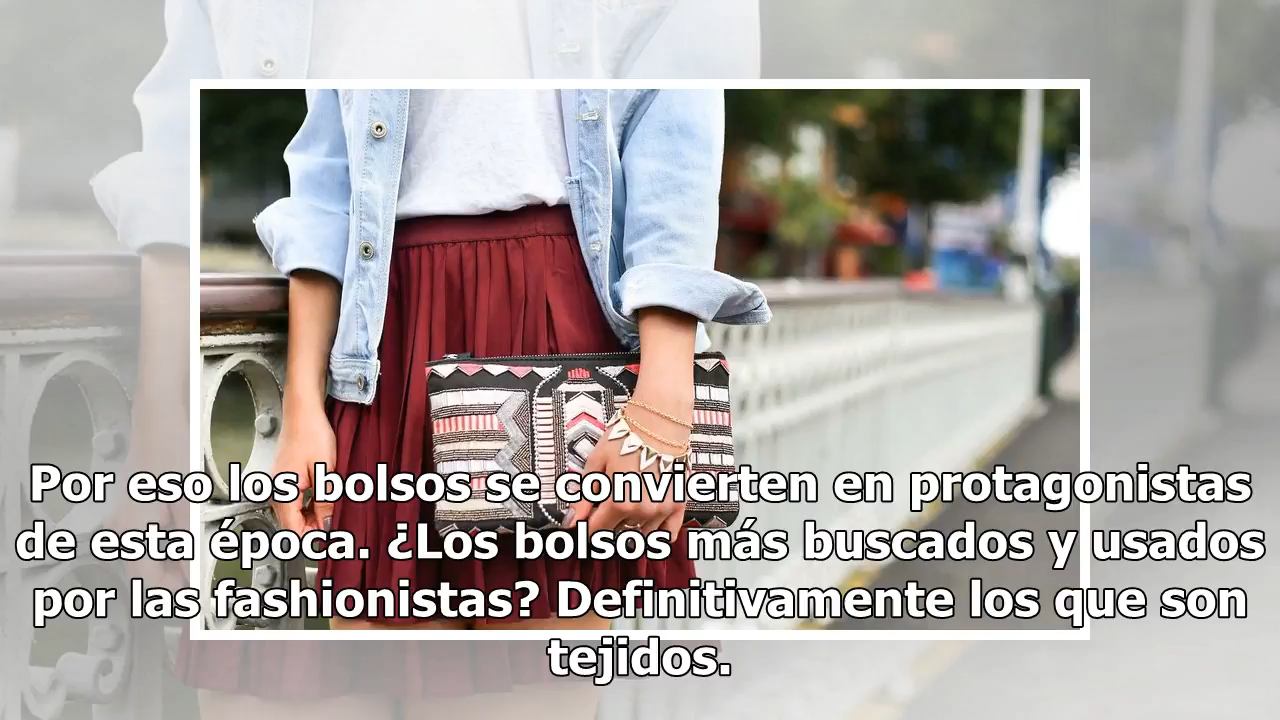 Por eso los bolsos se convierten en protagonistas
de esta época. ¿Los bolsos más buscados y usados
por las fashionistas? Definitivamente los que son
tejidos.